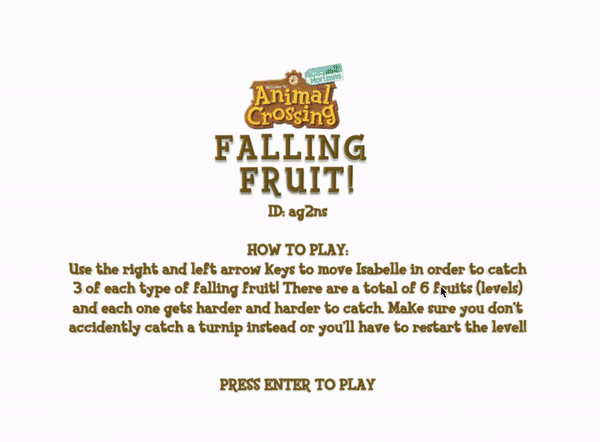 Welcome to
Animal
Crossing
New
Horizons
FALLING
FRUIT!
ID: ag2ns
HOW TO PLAY:
Use the right and left arrow keys to move Isabelle in order to catch
3 of each type of falling fruit! There are a total of 6 fruits (levels)
and each one gets harder and harder to catch. Make sure you don't
accidently catch a turnip instead or you'll have to restart the level!
PRESS ENTER TO PLAY